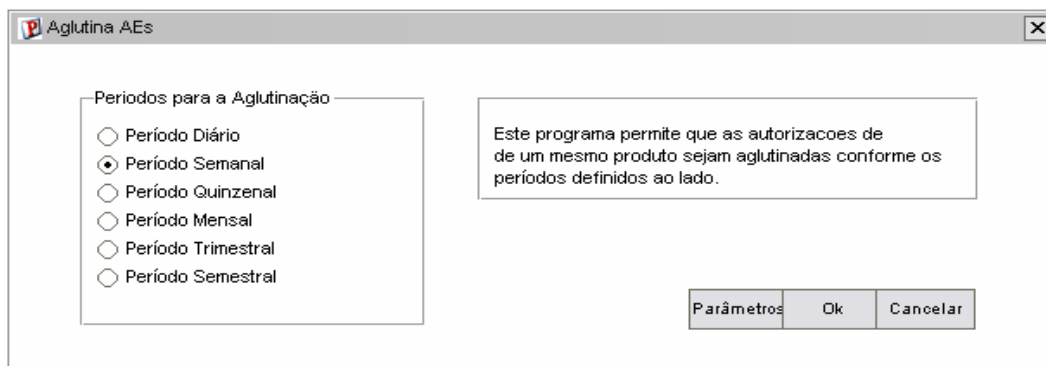 Aglutina AEs
Periodos para a Aglutinação
Período Diário
Período Semanal
Período Quinzenal
Período Mensal
Período Trimestral
Período Semestral
Este programa permite que as autorizacoes de
de um mesmo produto sejam aglutinadas conforme os
períodos definidos ao lado.
Parâmetros Ok Cancelar